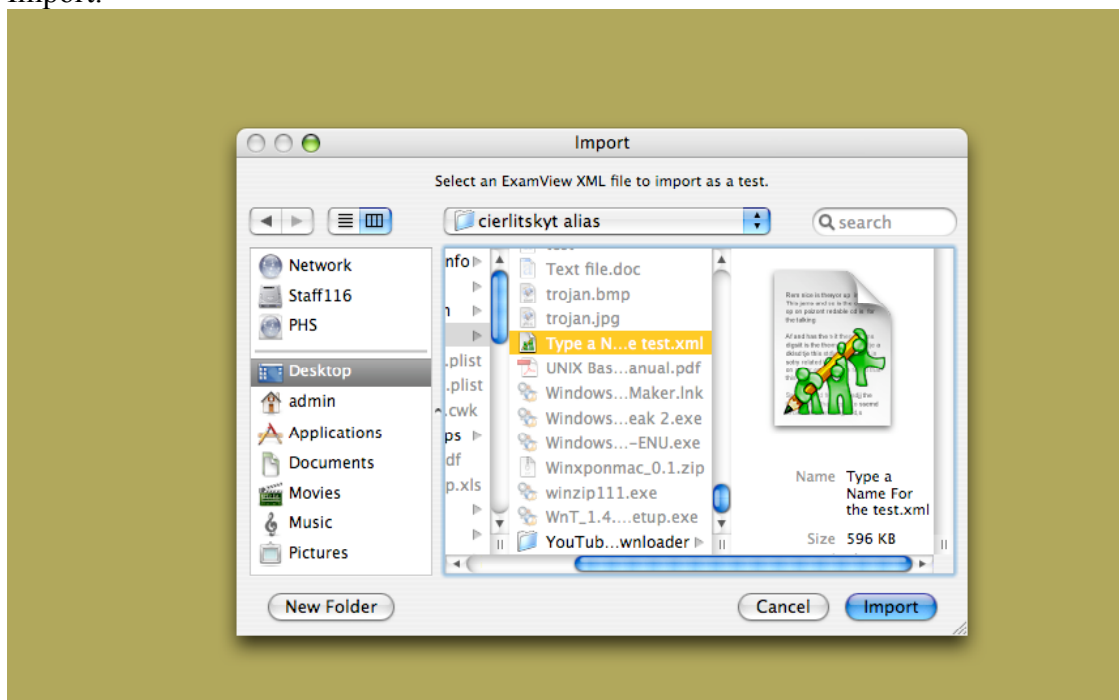 Import.
Import
Select an ExamView XML file to import as a test.
cierlitskyt alias
search
Network
Staff116
PHS
Desktop
admin
Applications
Documents
Movies
Music
Pictures
nfo
.plist
.plist
.cwk
ps
df
p.xls
Text file.doc
trojan.bmp
trojan.jpg
Type a N...e test.xml
UNIX Bas...anual.pdf
Windows...Maker.lnk
Windows...eak 2.exe
Windows...-ENU.exe
Winxponmac_0.1.zip
winzip111.exe
WnT_1.4....etup.exe
YouTub...wnloader
Name Type a
Name For
the test.xml
Size 596 KB
New Folder
Cancel
Import